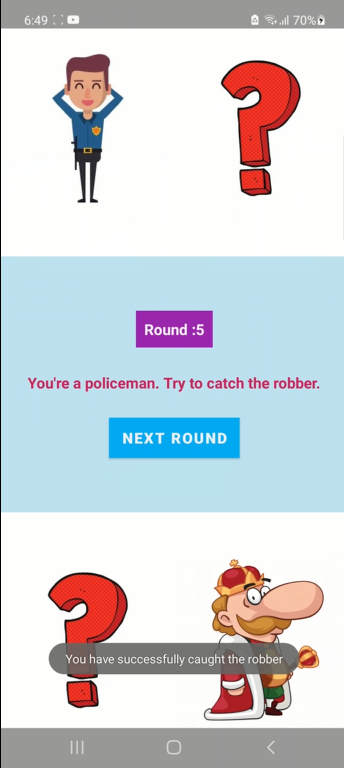 6:49
70%
Round :5
You're a policeman. Try to catch the robber.
NEXT ROUND
You have successfully caught the robber